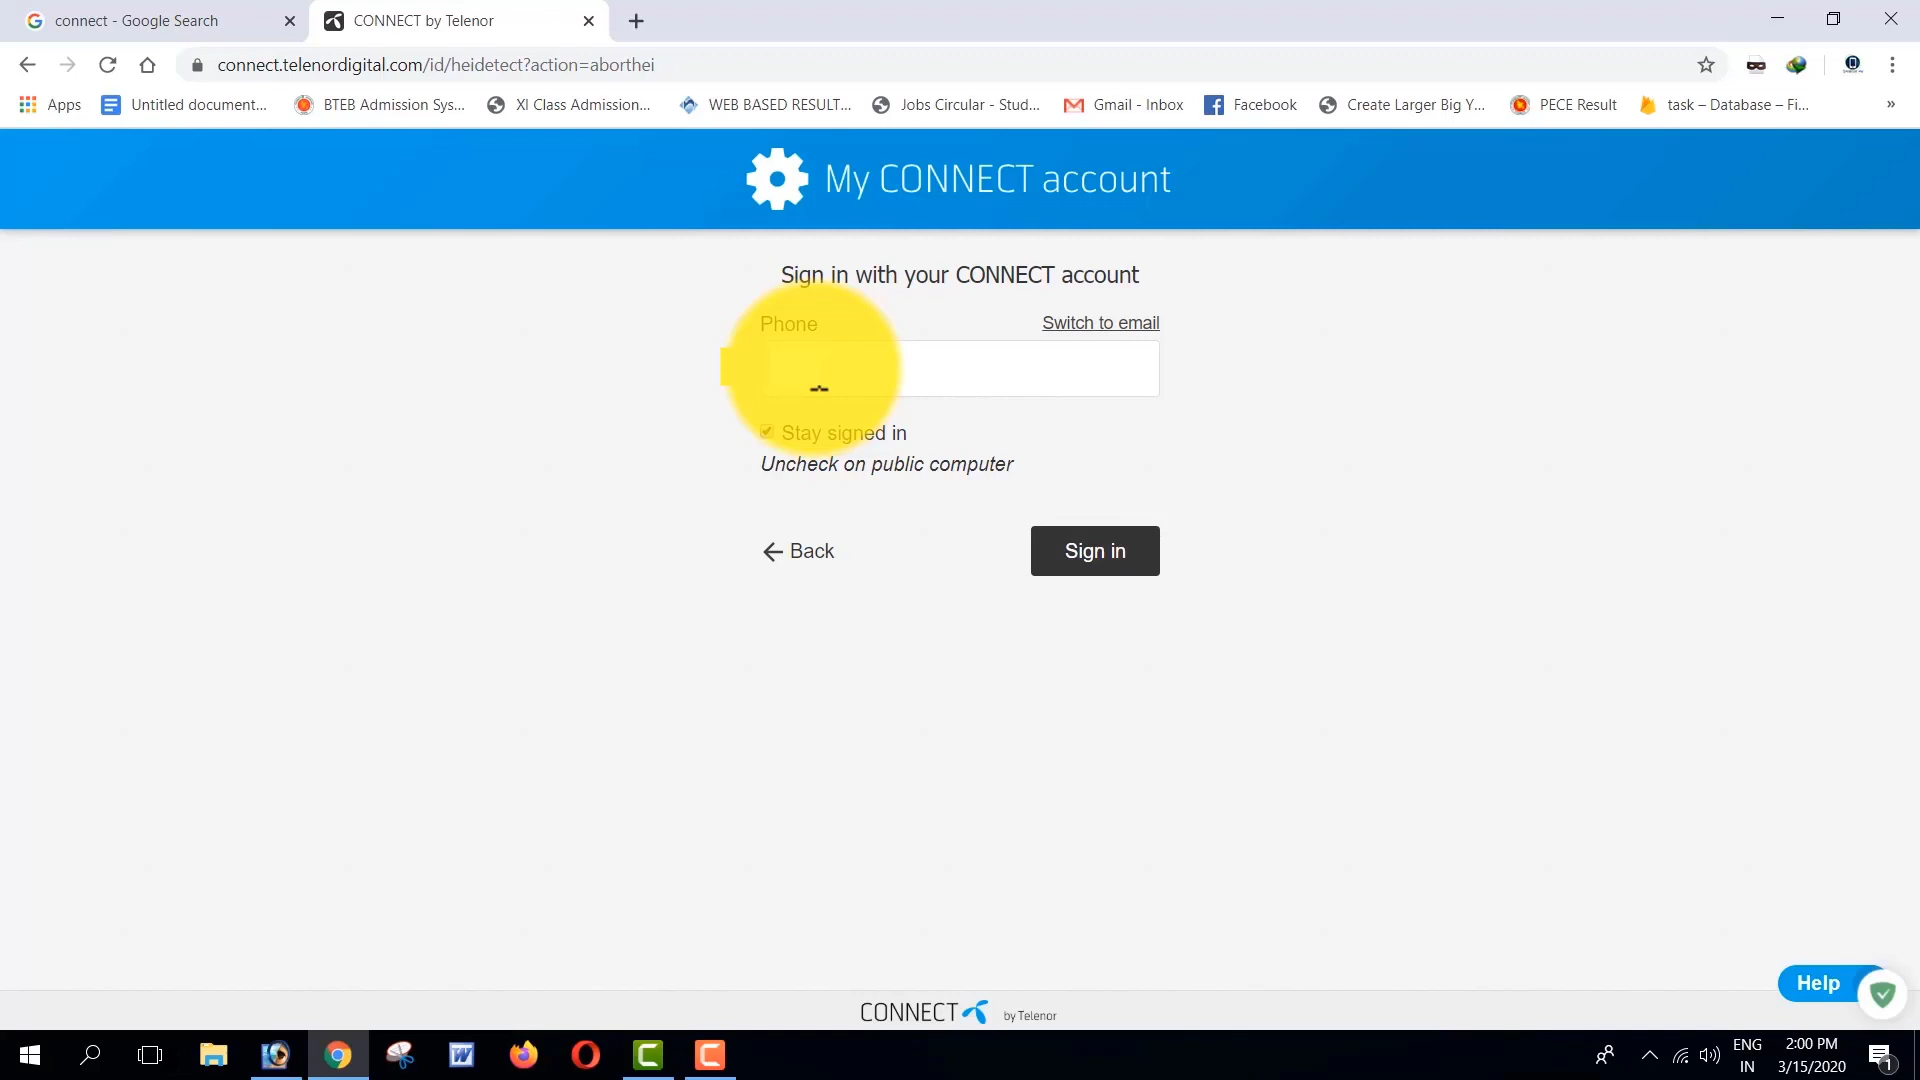 connect - Google Search
CONNECT by Telenor
connect.telenordigital.com/id/heidetect?action=aborthei
Apps
Untitled document...
BTEB Admission Sys...
XI Class Admission...
WEB BASED RESULT...
Jobs Circular - Stud...
Gmail - Inbox
Facebook
Create Larger Big Y...
PECE Result
task – Database – Fi...
»
My CONNECT account
Sign in with your CONNECT account
Phone
Switch to email
Stay signed in
Uncheck on public computer
Back
Sign in
Help
CONNECT by Telenor
ENG
IN
2:00 PM
3/15/2020
1